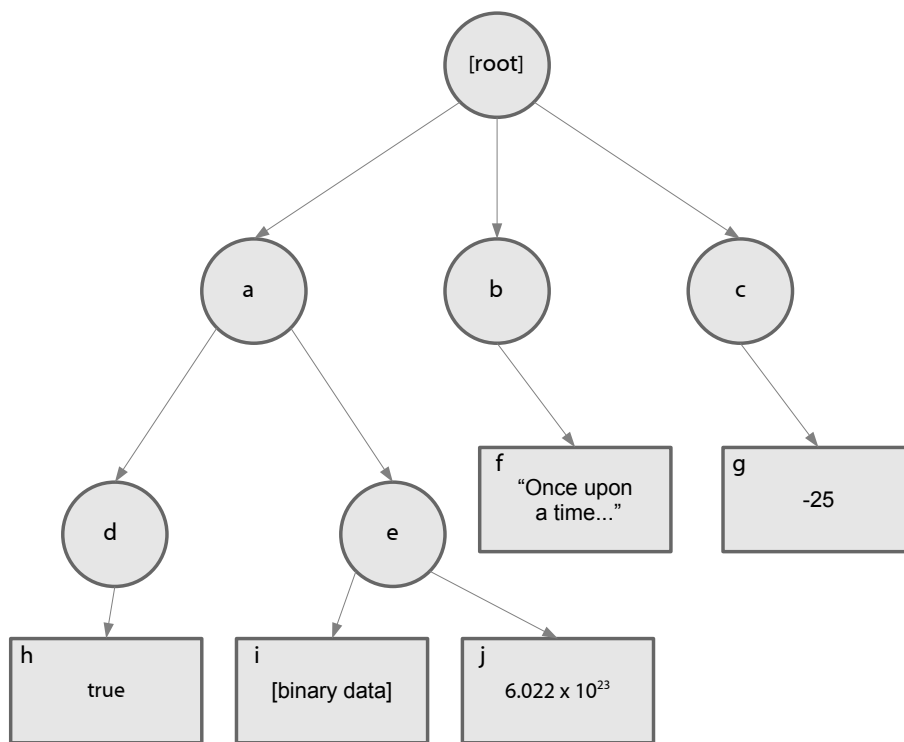 [root]
a
b
c
f
“Once upon
a time...”
g
-25
d
e
h
true
i
[binary data]
j
6.022 x 10²³